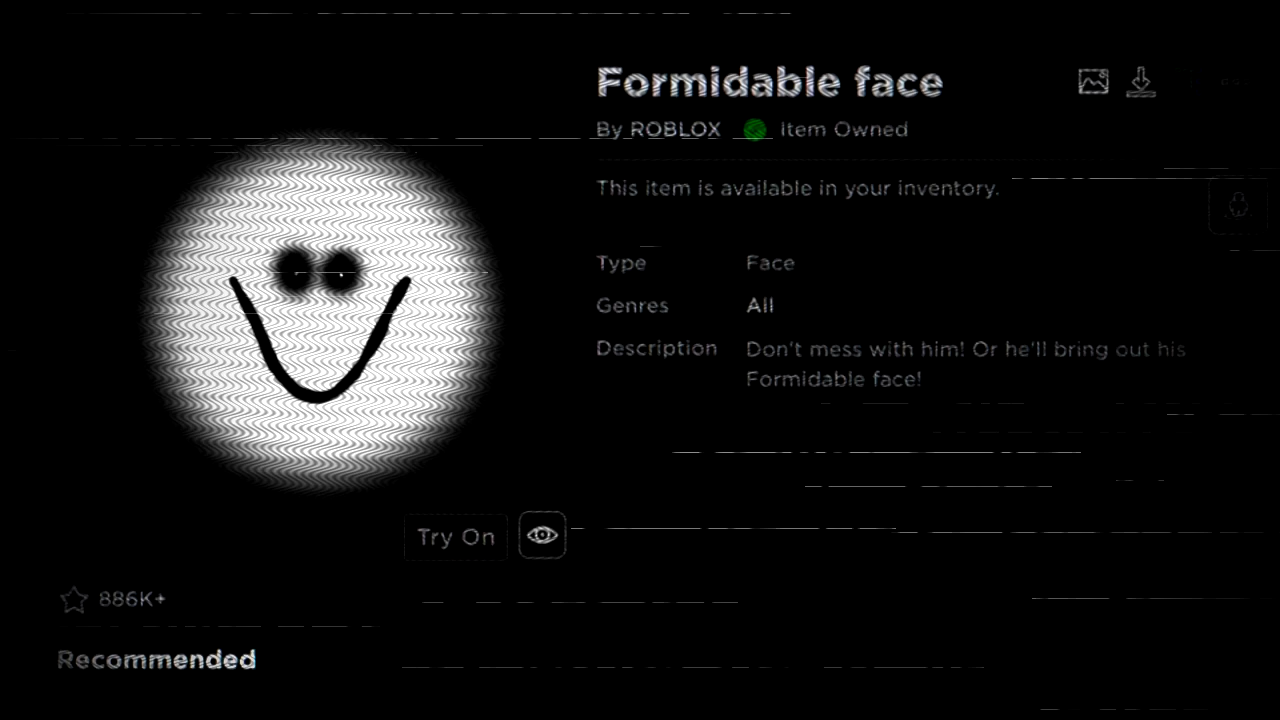 Formidable face
By ROBLOX Item Owned
This item is available in your inventory.
Type Face
Genres All
Description Don't mess with him! Or he'll bring out his
Formidable face!
Try On
886K+
Recommended